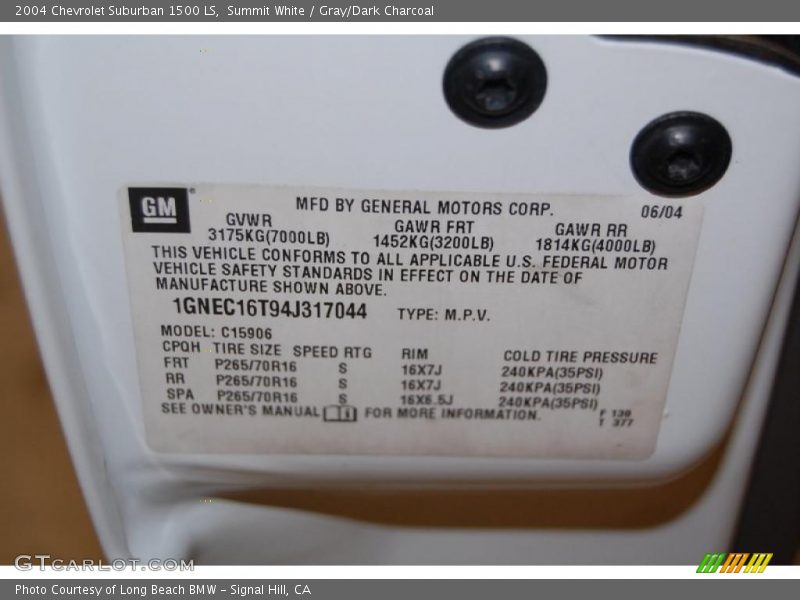 2004 Chevrolet Suburban 1500 LS,  Summit White / Gray/Dark Charcoal
GM MFD BY GENERAL MOTORS CORP. 06/04
GVWR GAWR FRT GAWR RR
3175KG(7000LB) 1452KG(3200LB) 1814KG(4000LB)
THIS VEHICLE CONFORMS TO ALL APPLICABLE U.S. FEDERAL MOTOR
VEHICLE SAFETY STANDARDS IN EFFECT ON THE DATE OF
MANUFACTURE SHOWN ABOVE.
1GNEC16T94J317044 TYPE: M.P.V.
MODEL: C15906
CPQH TIRE SIZE SPEED RTG RIM COLD TIRE PRESSURE
FRT P265/70R16 S 16X7J 240KPA(35PSI)
RR P265/70R16 S 16X7J 240KPA(35PSI)
SPA P265/70R16 S 16X6.5J 240KPA(35PSI)
SEE OWNER'S MANUAL FOR MORE INFORMATION. F 139
T 377
GTcarlot.com
Photo Courtesy of Long Beach BMW - Signal Hill, CA